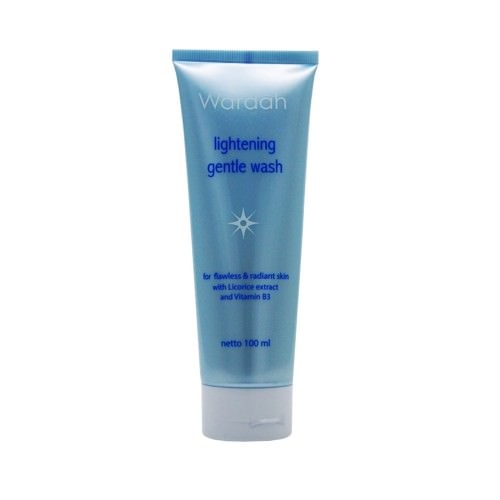 Wardah
lightening
gentle wash
for flawless & radiant skin
with Licorice extract
and Vitamin B3
netto 100 ml